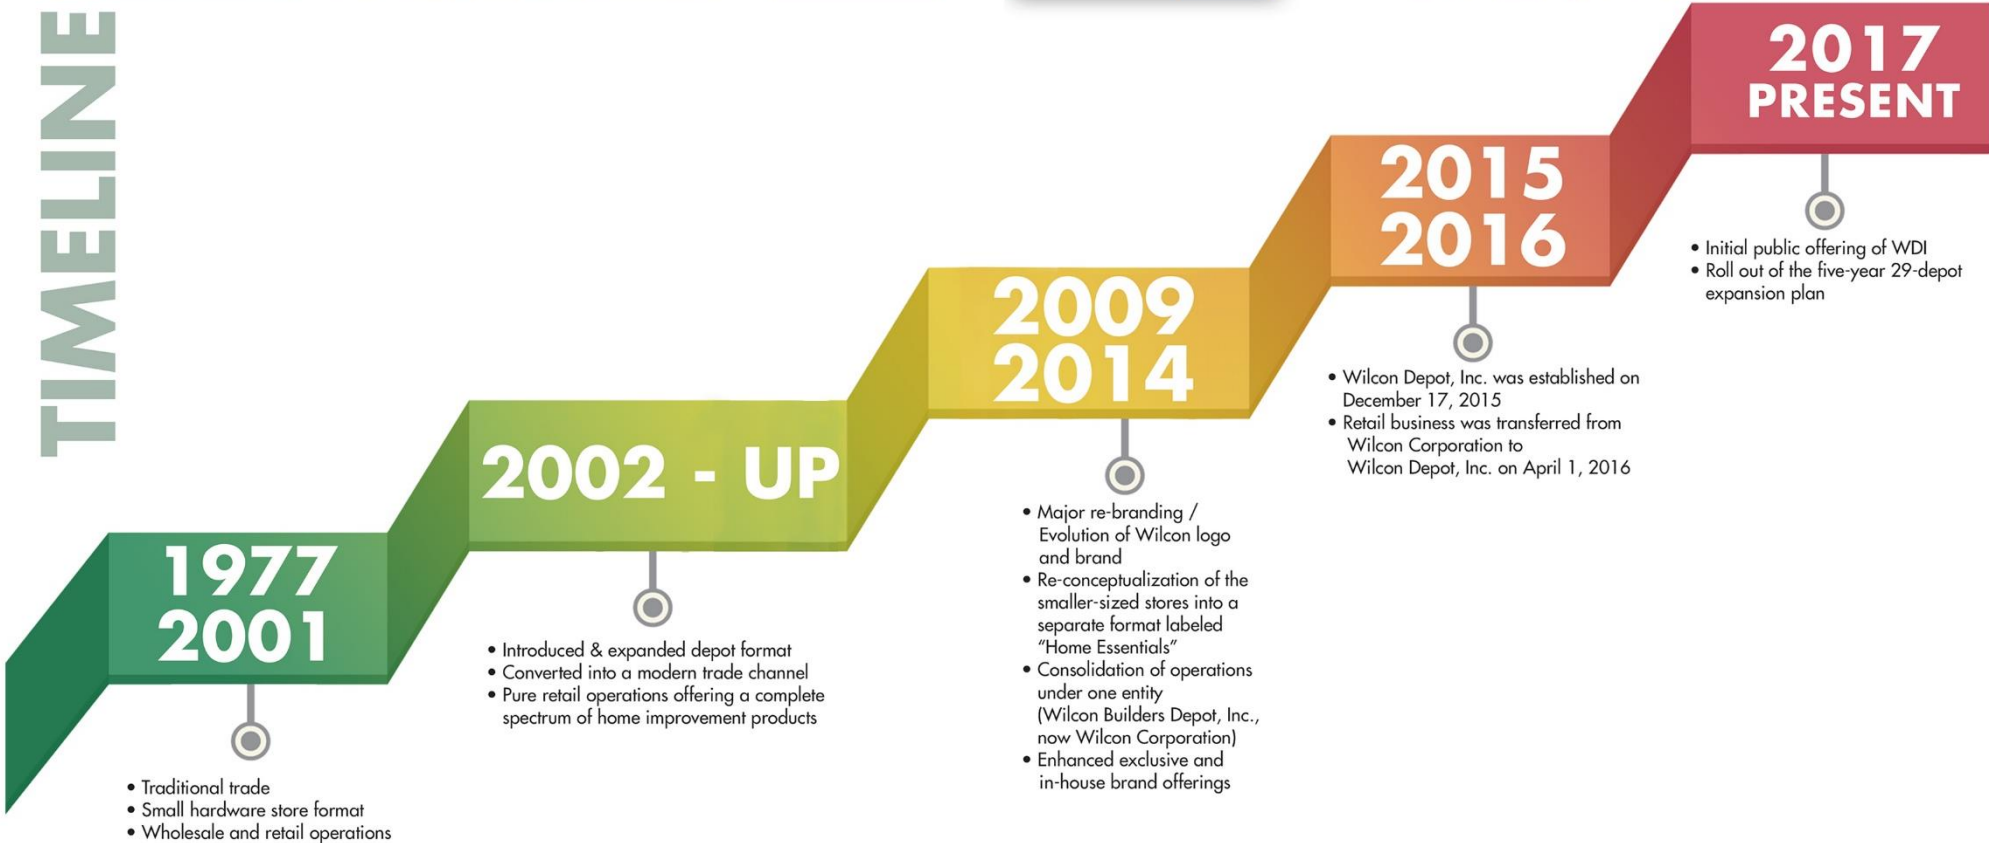 TIMELINE
1977
2001
• Traditional trade
• Small hardware store format
• Wholesale and retail operations
2002 - UP
• Introduced & expanded depot format
• Converted into a modern trade channel
• Pure retail operations offering a complete
spectrum of home improvement products
2009
2014
• Major re-branding /
Evolution of Wilcon logo
and brand
• Re-conceptualization of the
smaller-sized stores into a
separate format labeled
“Home Essentials”
• Consolidation of operations
under one entity
(Wilcon Builders Depot, Inc.,
now Wilcon Corporation)
• Enhanced exclusive and
in-house brand offerings
2015
2016
• Wilcon Depot, Inc. was established on
December 17, 2015
• Retail business was transferred from
Wilcon Corporation to
Wilcon Depot, Inc. on April 1, 2016
2017
PRESENT
• Initial public offering of WDI
• Roll out of the five-year 29-depot
expansion plan